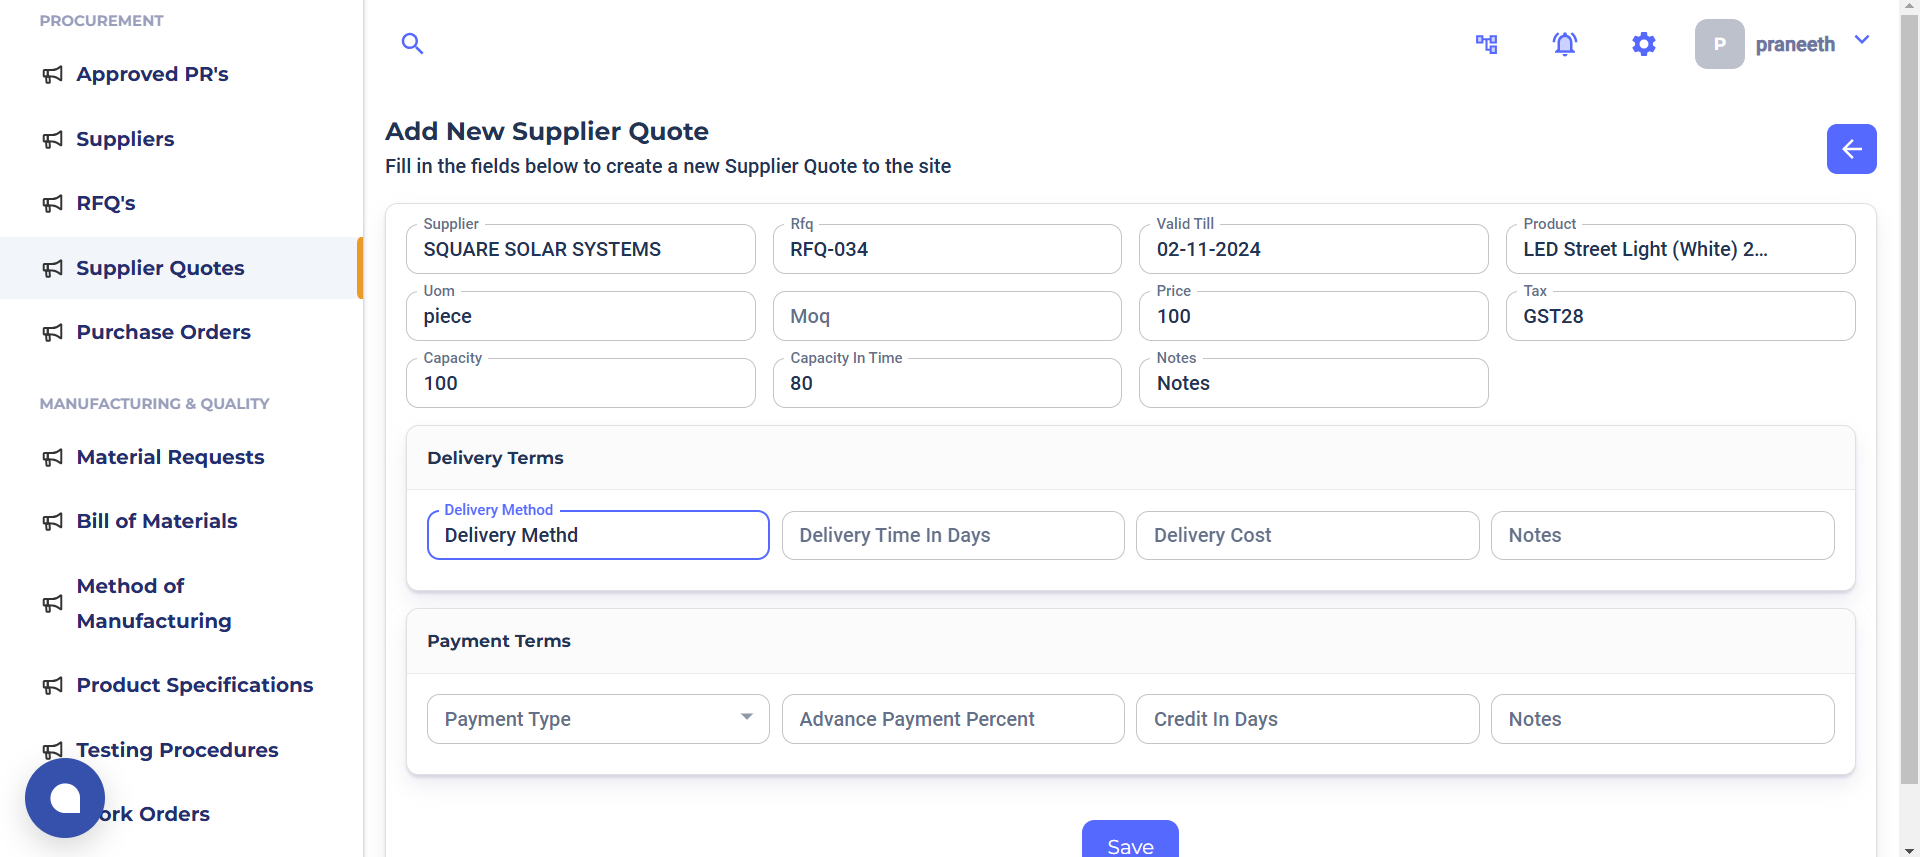 PROCUREMENT
Approved PR's
Suppliers
RFQ's
Supplier Quotes
Purchase Orders
MANUFACTURING & QUALITY
Material Requests
Bill of Materials
Method of
Manufacturing
Product Specifications
Testing Procedures
ork Orders
P
praneeth
Add New Supplier Quote
Fill in the fields below to create a new Supplier Quote to the site
Supplier
SQUARE SOLAR SYSTEMS
Rfq
RFQ-034
Valid Till
02-11-2024
Product
LED Street Light (White) 2...
Uom
piece
Moq
Price
100
Tax
GST28
Capacity
100
Capacity In Time
80
Notes
Notes
Delivery Terms
Delivery Method
Delivery Methd
Delivery Time In Days
Delivery Cost
Notes
Payment Terms
Payment Type
Advance Payment Percent
Credit In Days
Notes
Save